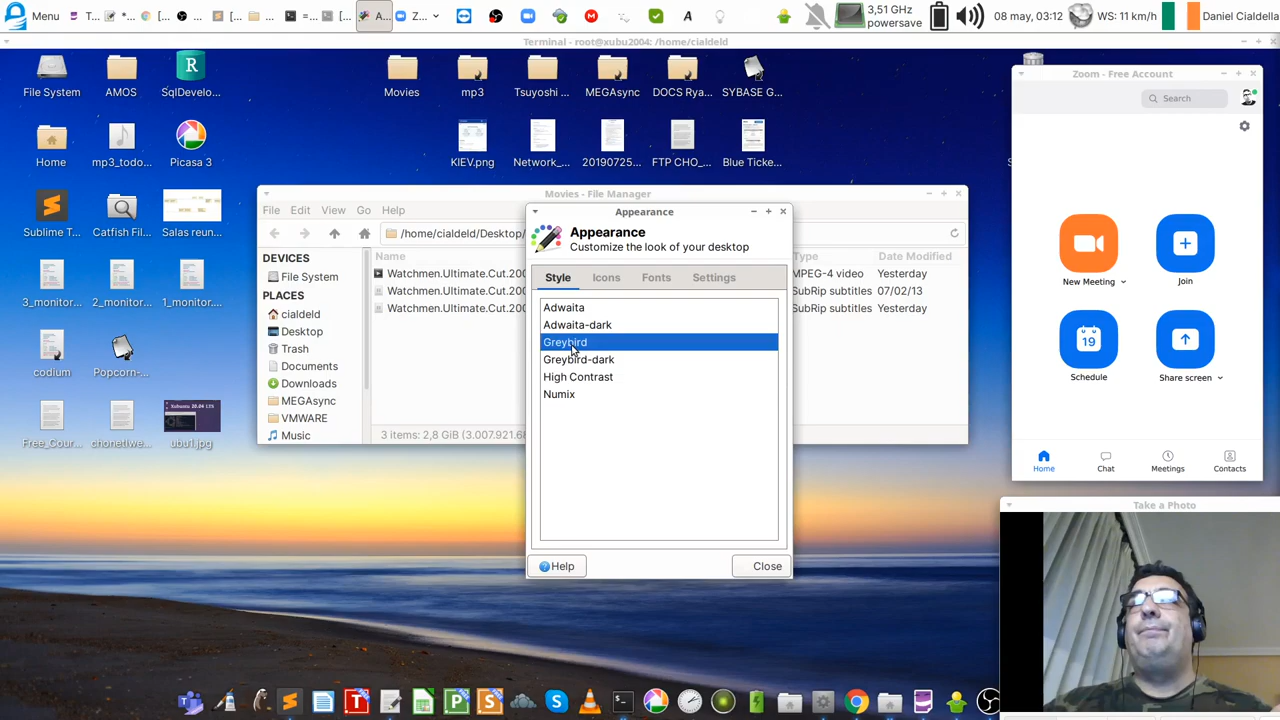 Menu
T...
[...
[...
=...
A...
Z...
3,51 GHz
powersave
08 may, 03:12
WS: 11 km/h
Daniel Cialdella
Terminal - root@xubu2004: /home/cialdeld
File System
AMOS
SqlDevelo...
Movies
mp3
Tsuyoshi ...
MEGAsync
DOCS Rya...
SYBASE G...
Home
mp3_todo...
Picasa 3
KIEV.png
Network_...
20190725...
FTP CHO_...
Blue Ticke...
Sublime T...
Catfish Fil...
Salas reun...
3_monitor...
2_monitor...
1_monitor...
codium
Popcorn-...
Free_Cour...
chonetiwe...
ubu1.jpg
Movies - File Manager
File
Edit
View
Go
Help
/home/cialdeld/Desktop/
DEVICES
File System
PLACES
cialdeld
Desktop
Trash
Documents
Downloads
MEGAsync
VMWARE
Music
Name
Type
Date Modified
Watchmen.Ultimate.Cut.200
MPEG-4 video
Yesterday
Watchmen.Ultimate.Cut.200
SubRip subtitles
07/02/13
Watchmen.Ultimate.Cut.200
SubRip subtitles
Yesterday
3 items: 2,8 GiB (3.007.921.68
Appearance
Appearance
Customize the look of your desktop
Style
Icons
Fonts
Settings
Adwaita
Adwaita-dark
Greybird
Greybird-dark
High Contrast
Numix
Help
Close
Zoom - Free Account
Search
New Meeting
Join
19
Schedule
Share screen
Home
Chat
Meetings
Contacts
Take a Photo